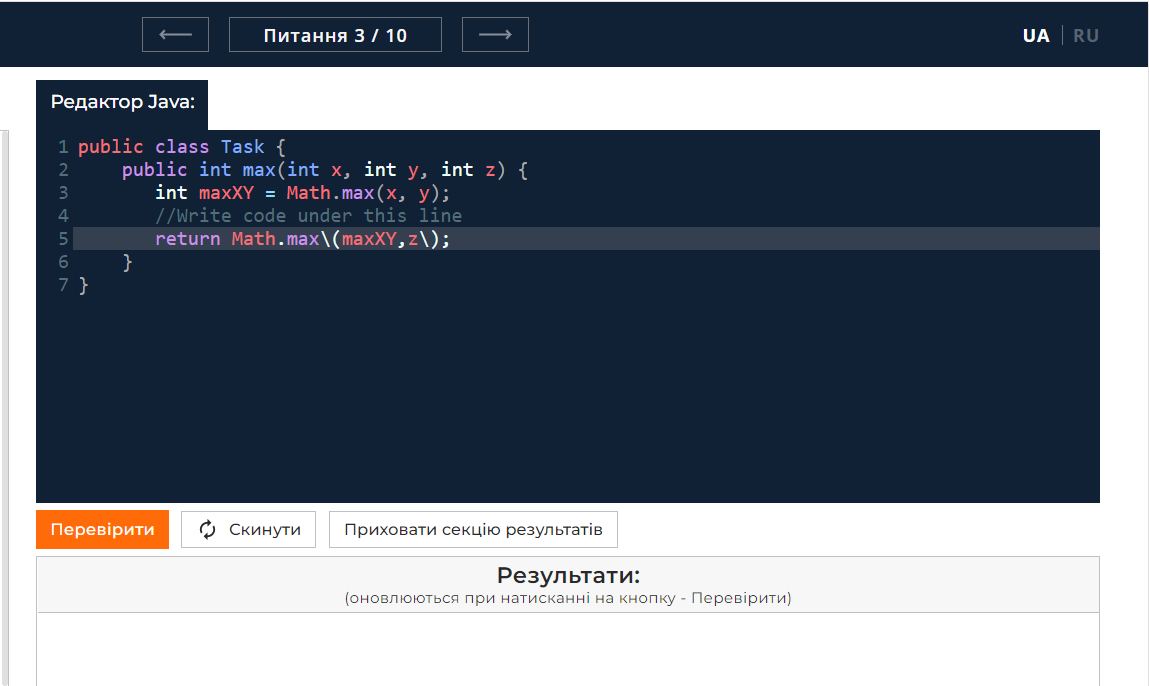 ← Питання 3 / 10 → UA | RU
Редактор Java:
1 public class Task {
2     public int max(int x, int y, int z) {
3        int maxXY = Math.max(x, y);
4        //Write code under this line
5        return Math.max\(maxXY,z\);
6     }
7 }
Перевірити Скинути Приховати секцію результатів
Результати:
(оновлюються при натисканні на кнопку - Перевірити)